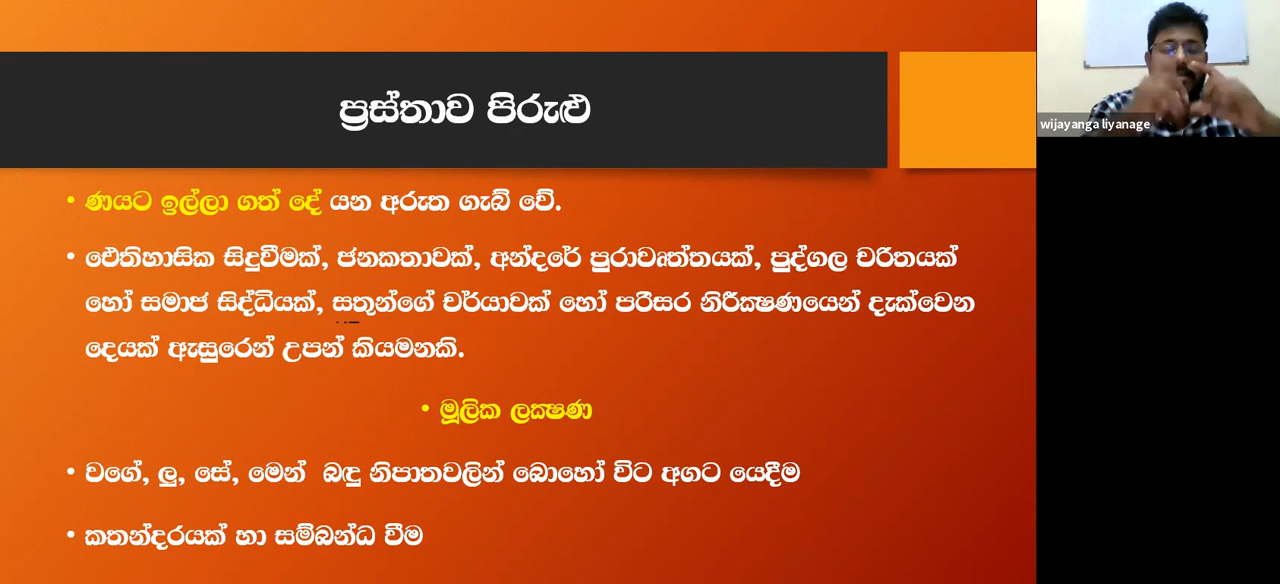 ප්‍රස්තාව පිරුළු
wijayanga liyanage
• ණයට ඉල්ලා ගත් දේ යන අරුත ගැබ් වේ.
• ඓතිහාසික සිදුවීමක්, ජනකතාවක්, අන්දරේ පුරාවෘත්තයක්, පුද්ගල චරිතයක්
හෝ සමාජ සිද්ධියක්, සතුන්ගේ චර්යාවක් හෝ පරිසර නිරීක්‍ෂණයෙන් දැක්වෙන
දෙයක් ඇසුරෙන් උපන් කියමනකි.
• මූලික ලක්‍ෂණ
• වගේ, ලු, සේ, මෙන් බඳු නිපාතවලින් බොහෝ විට අගට යෙදීම
• කතන්දරයක් හා සම්බන්ධ වීම